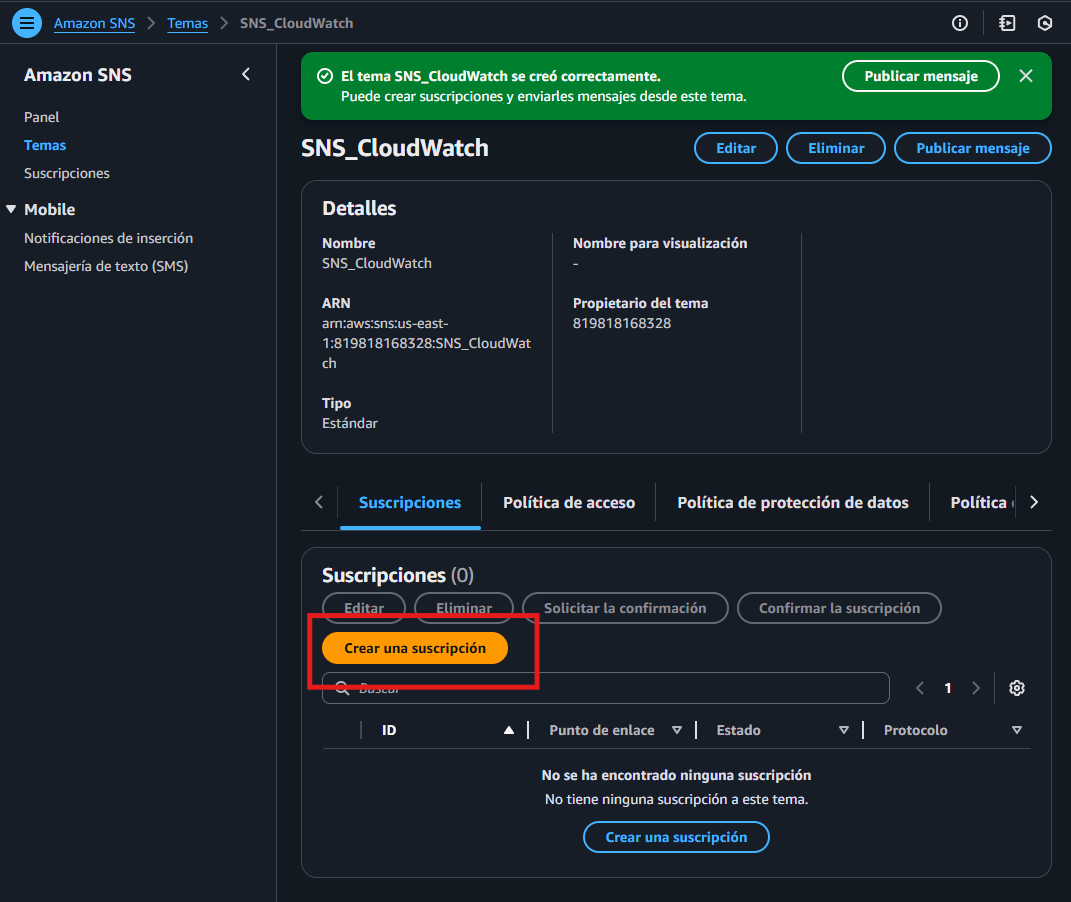 Amazon SNS > Temas > SNS_CloudWatch
Amazon SNS
Panel
Temas
Suscripciones
Mobile
Notificaciones de inserción
Mensajería de texto (SMS)
El tema SNS_CloudWatch se creó correctamente.
Puede crear suscripciones y enviarles mensajes desde este tema.
Publicar mensaje
SNS_CloudWatch
Editar
Eliminar
Publicar mensaje
Detalles
Nombre
SNS_CloudWatch
ARN
arn:aws:sns:us-east-
1:819818168328:SNS_CloudWat
ch
Tipo
Estándar
Nombre para visualización
-
Propietario del tema
819818168328
Suscripciones
Política de acceso
Política de protección de datos
Política
Suscripciones (0)
Editar
Eliminar
Solicitar la confirmación
Confirmar la suscripción
Crear una suscripción
Buscar
1
ID
Punto de enlace
Estado
Protocolo
No se ha encontrado ninguna suscripción
No tiene ninguna suscripción a este tema.
Crear una suscripción